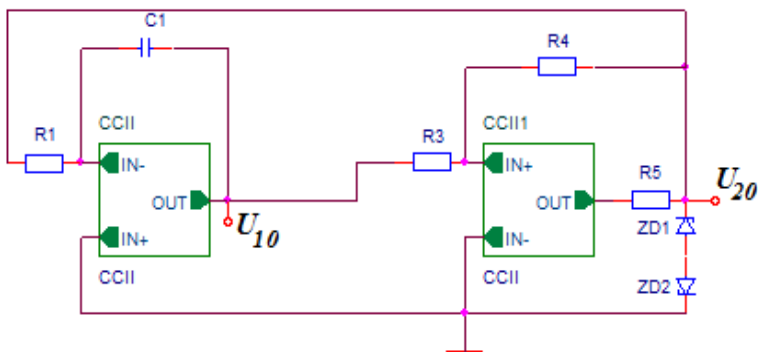 C1
R4
R1
CCII
IN-
OUT
IN+
CCII
U10
R3
CCII1
IN+
OUT
IN-
CCII
R5
U20
ZD1
ZD2